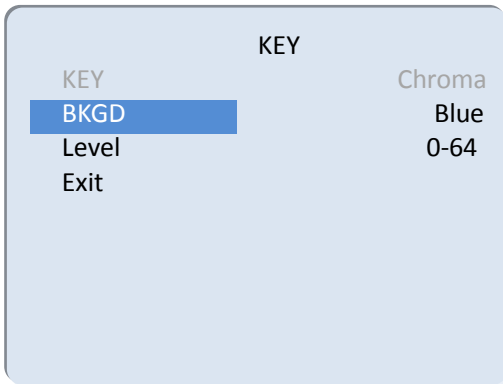 KEY
KEY Chroma
BKGD Blue
Level 0-64
Exit